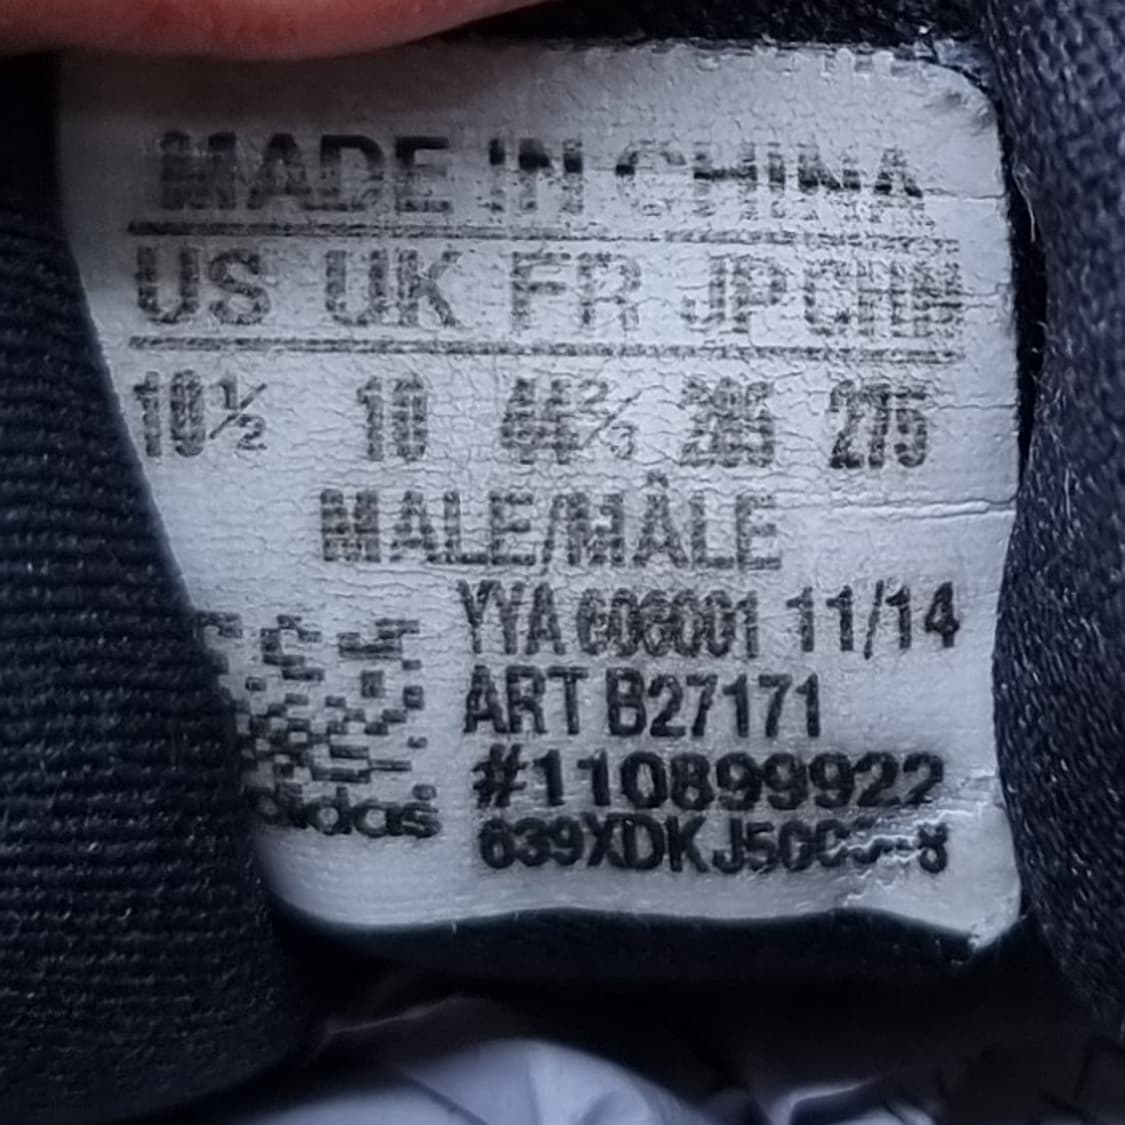 MADE IN CHINA
US UK FR JP CHN
10½ 10 44⅔ 285 275
MALE/MÂLE
YYA 606001 11/14
ART B27171
#110899922
adidas